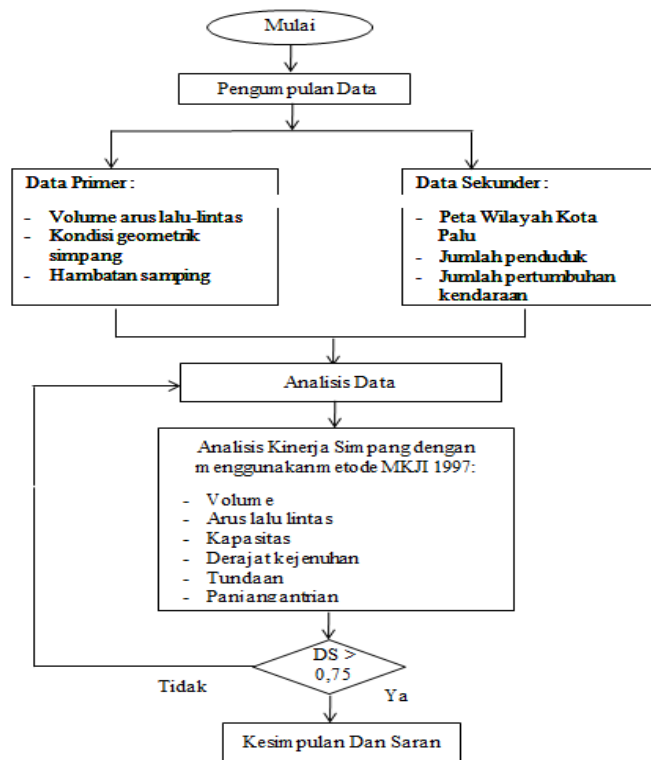 Mulai
Pengumpulan Data
Data Primer :
- Volume arus lalu-lintas
- Kondisi geometrik
simpang
- Hambatan samping
Data Sekunder :
- Peta Wilayah Kota
Palu
- Jumlah penduduk
- Jumlah pertumbuhan
kendaraan
Analisis Data
Analisis Kinerja Simpang dengan
menggunakan metode MKJI 1997:
- Volume
- Arus lalu lintas
- Kapasitas
- Derajat kejenuhan
- Tundaan
- Panjang antrian
DS >
0,75
Tidak
Ya
Kesimpulan Dan Saran